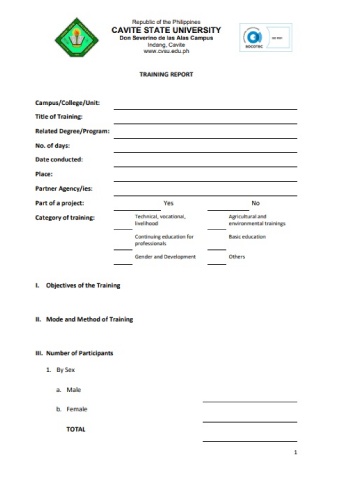 Republic of the Philippines
CAVITE STATE UNIVERSITY
Don Severino de las Alas Campus
Indang, Cavite
www.cvsu.edu.ph
SOCOTEC
TRAINING REPORT
Campus/College/Unit:
Title of Training:
Related Degree/Program:
No. of days:
Date conducted:
Place:
Partner Agency/ies:
Part of a project: Yes No
Category of training: Technical, vocational, livelihood Agricultural and environmental trainings
Continuing education for professionals Basic education
Gender and Development Others
I. Objectives of the Training
II. Mode and Method of Training
III. Number of Participants
1. By Sex
a. Male
b. Female
TOTAL
1